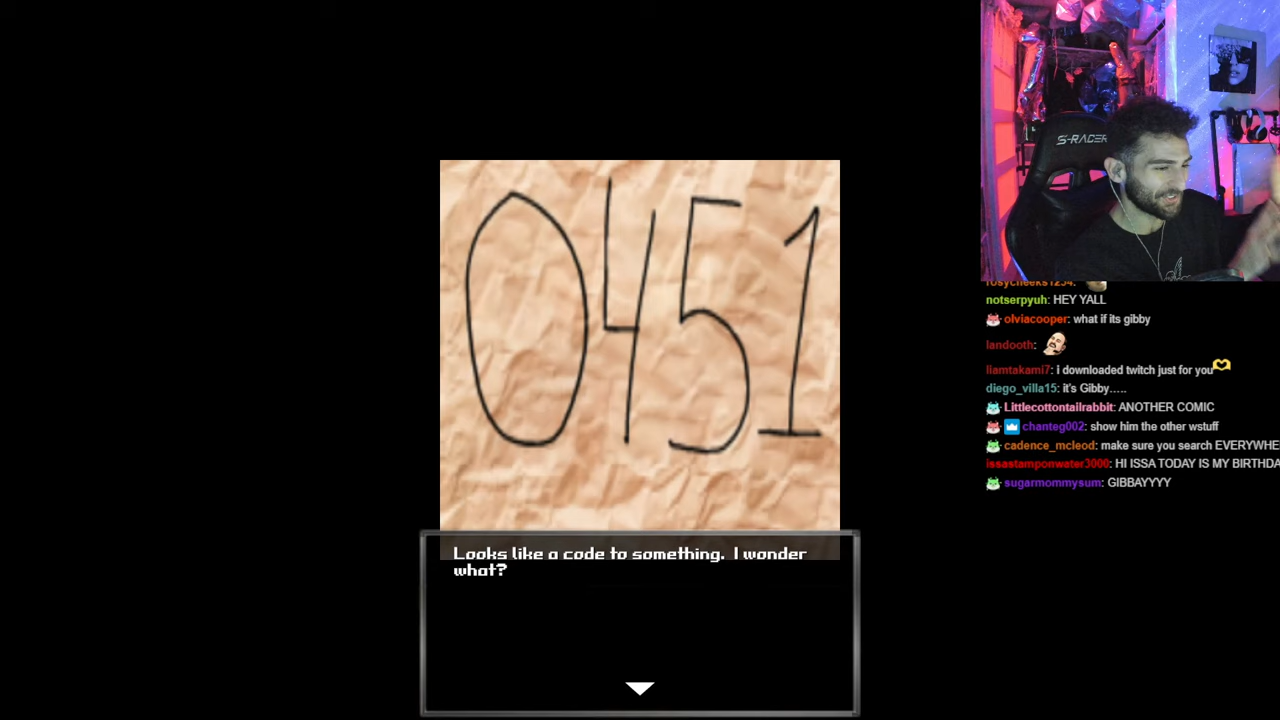 0451
Looks like a code to something. I wonder
what?
S-RACER
rosycheeks1234:
notserpyuh: HEY YALL
olviacooper: what if its gibby
landooth:
liamtakami7: i downloaded twitch just for you
diego_villa15: it's Gibby.....
Littlecottontailrabbit: ANOTHER COMIC
chanteg002: show him the other wstuff
cadence_mcleod: make sure you search EVERYWHE
issastamponwater3000: HI ISSA TODAY IS MY BIRTHDA
sugarmommysum: GIBBAYYYY